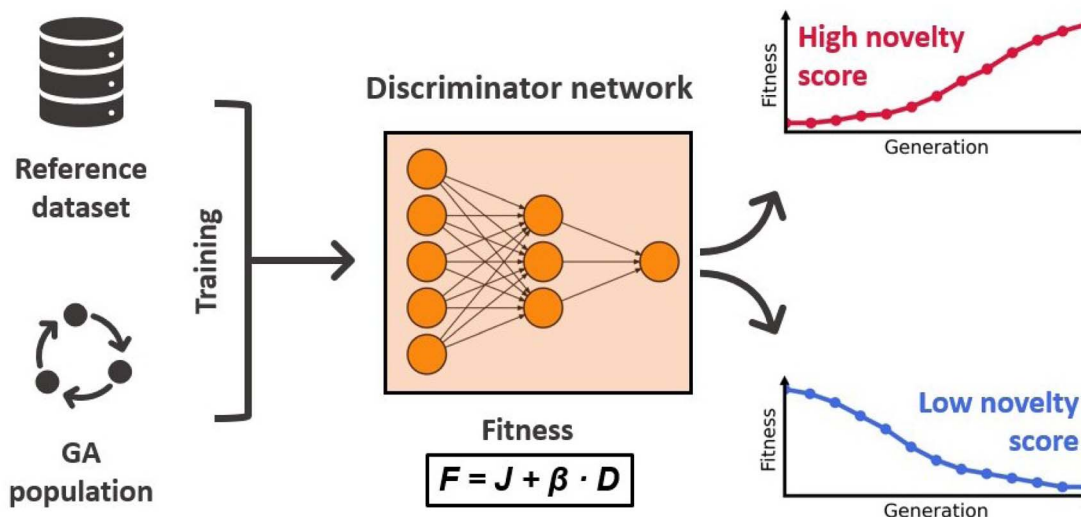 Reference
dataset
GA
population
Training
Discriminator network
Fitness
F = J + β · D
High novelty
score
Fitness
Generation
Low novelty
score
Fitness
Generation